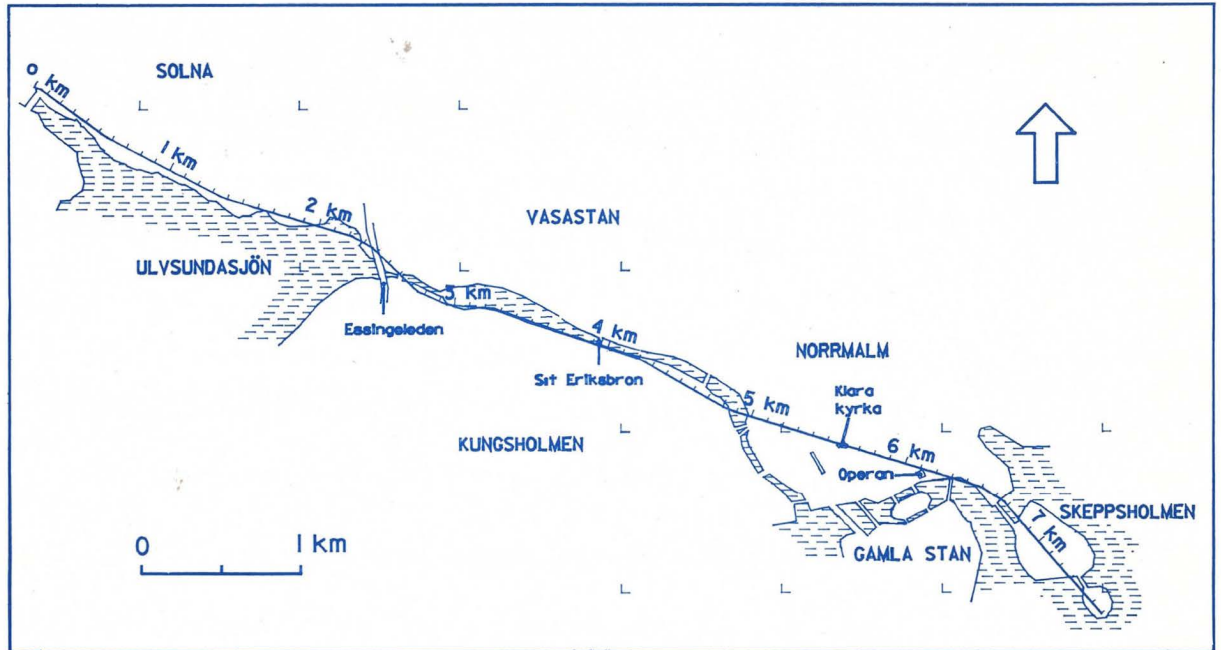 0 km
SOLNA
1 km
2 km
VASASTAN
ULVSUNDASJÖN
3 km
Essingeleden
4 km
NORRMALM
Sit Eriksbron
5 km
Klara
kyrka
KUNGSHOLMEN
6 km
Operan
SKEPPSHOLMEN
7 km
GAMLA STAN
0 1 km